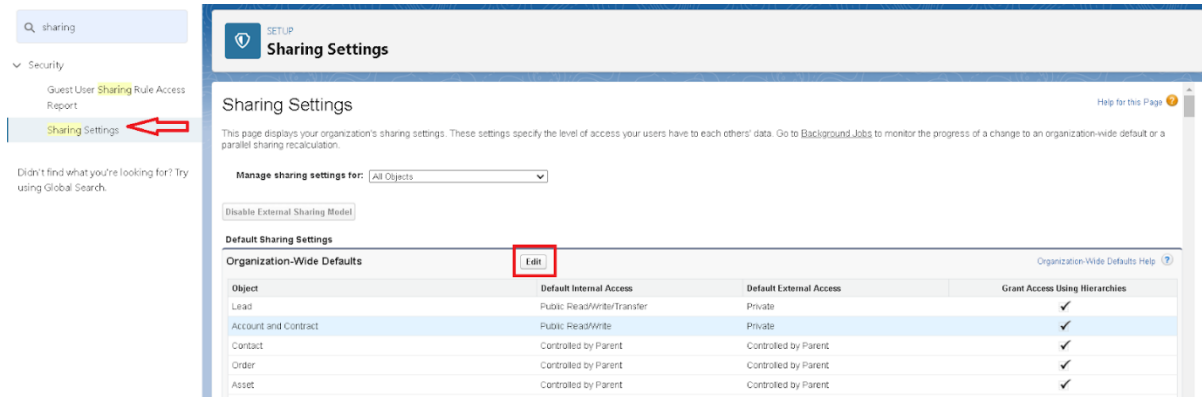 sharing
Security
Guest User Sharing Rule Access
Report
Sharing Settings
Didn't find what you're looking for? Try
using Global Search.
SETUP
Sharing Settings
Sharing Settings
Help for this Page
This page displays your organization's sharing settings. These settings specify the level of access your users have to each others' data. Go to Background Jobs to monitor the progress of a change to an organization-wide default or a
parallel sharing recalculation.
Manage sharing settings for: All Objects
Disable External Sharing Model
Default Sharing Settings
Organization-Wide Defaults Edit Organization-Wide Defaults Help ?
Object Default Internal Access Default External Access Grant Access Using Hierarchies
Lead Public Read/Write/Transfer Private ✓
Account and Contract Public Read/Write Private ✓
Contact Controlled by Parent Controlled by Parent ✓
Order Controlled by Parent Controlled by Parent ✓
Asset Controlled by Parent Controlled by Parent ✓